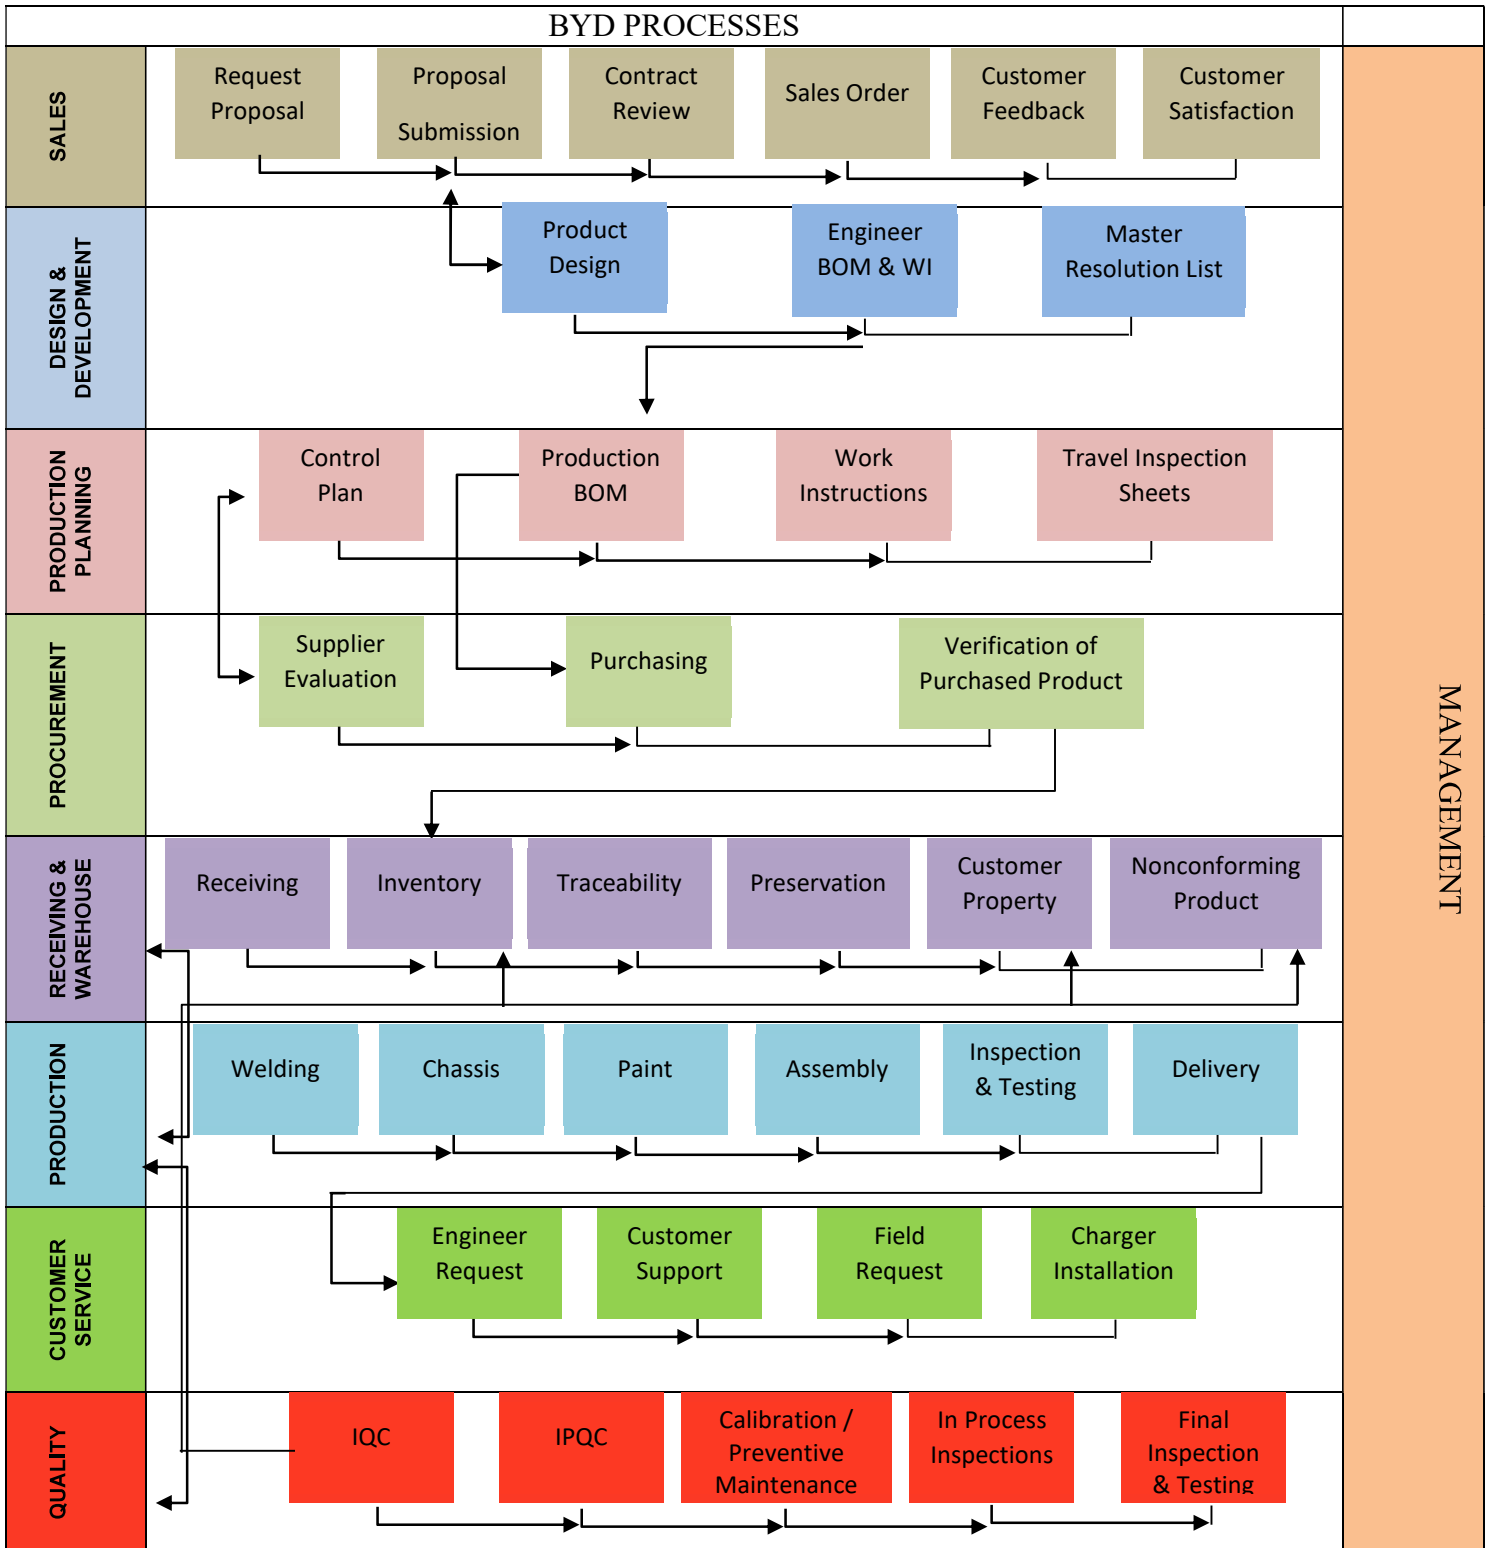 BYD PROCESSES
SALES
Request
Proposal
Proposal
Submission
Contract
Review
Sales Order
Customer
Feedback
Customer
Satisfaction
DESIGN &
DEVELOPMENT
Product
Design
Engineer
BOM & WI
Master
Resolution List
PRODUCTION
PLANNING
Control
Plan
Production
BOM
Work
Instructions
Travel Inspection
Sheets
PROCUREMENT
Supplier
Evaluation
Purchasing
Verification of
Purchased Product
MANAGEMENT
RECEIVING &
WAREHOUSE
Receiving
Inventory
Traceability
Preservation
Customer
Property
Nonconforming
Product
PRODUCTION
Welding
Chassis
Paint
Assembly
Inspection
& Testing
Delivery
CUSTOMER
SERVICE
Engineer
Request
Customer
Support
Field
Request
Charger
Installation
QUALITY
IQC
IPQC
Calibration /
Preventive
Maintenance
In Process
Inspections
Final
Inspection
& Testing